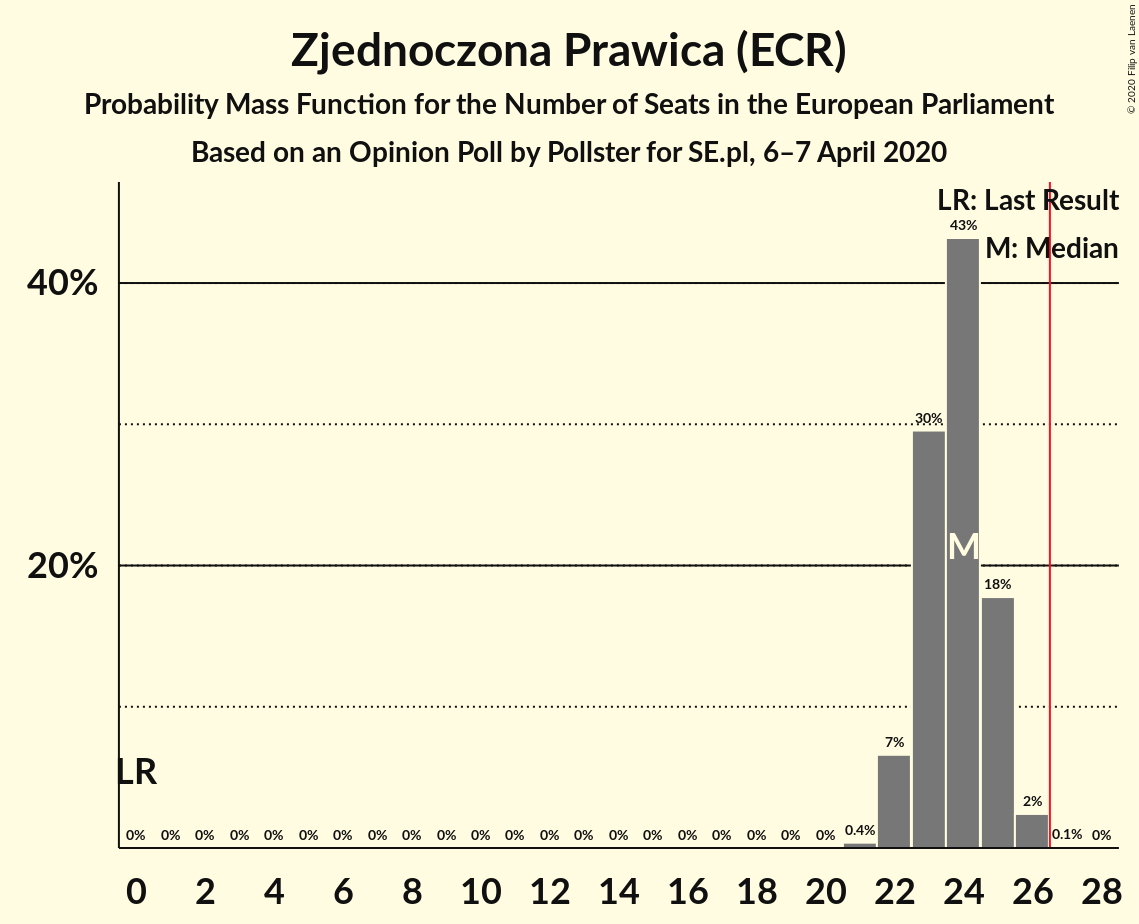 Zjednoczona Prawica (ECR)
Probability Mass Function for the Number of Seats in the European Parliament
Based on an Opinion Poll by Pollster for SE.pl, 6–7 April 2020
© 2020 Filip van Laenen
LR: Last Result
43%
M: Median
40%
30%
M
20%
18%
7%
LR
2%
0% 0% 0% 0% 0% 0% 0% 0% 0% 0% 0% 0% 0% 0% 0% 0% 0% 0% 0% 0% 0% 0.4% 0.1% 0%
0 2 4 6 8 10 12 14 16 18 20 22 24 26 28